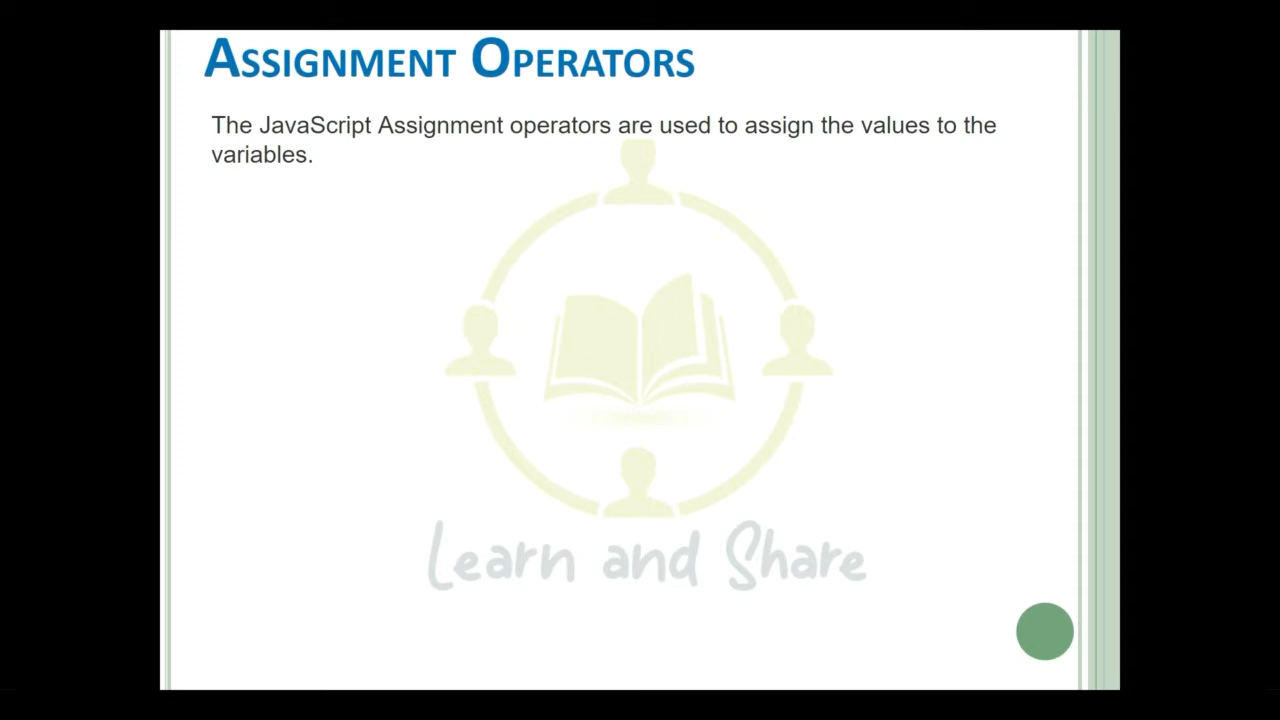 ASSIGNMENT OPERATORS
The JavaScript Assignment operators are used to assign the values to the
variables.
Learn and Share